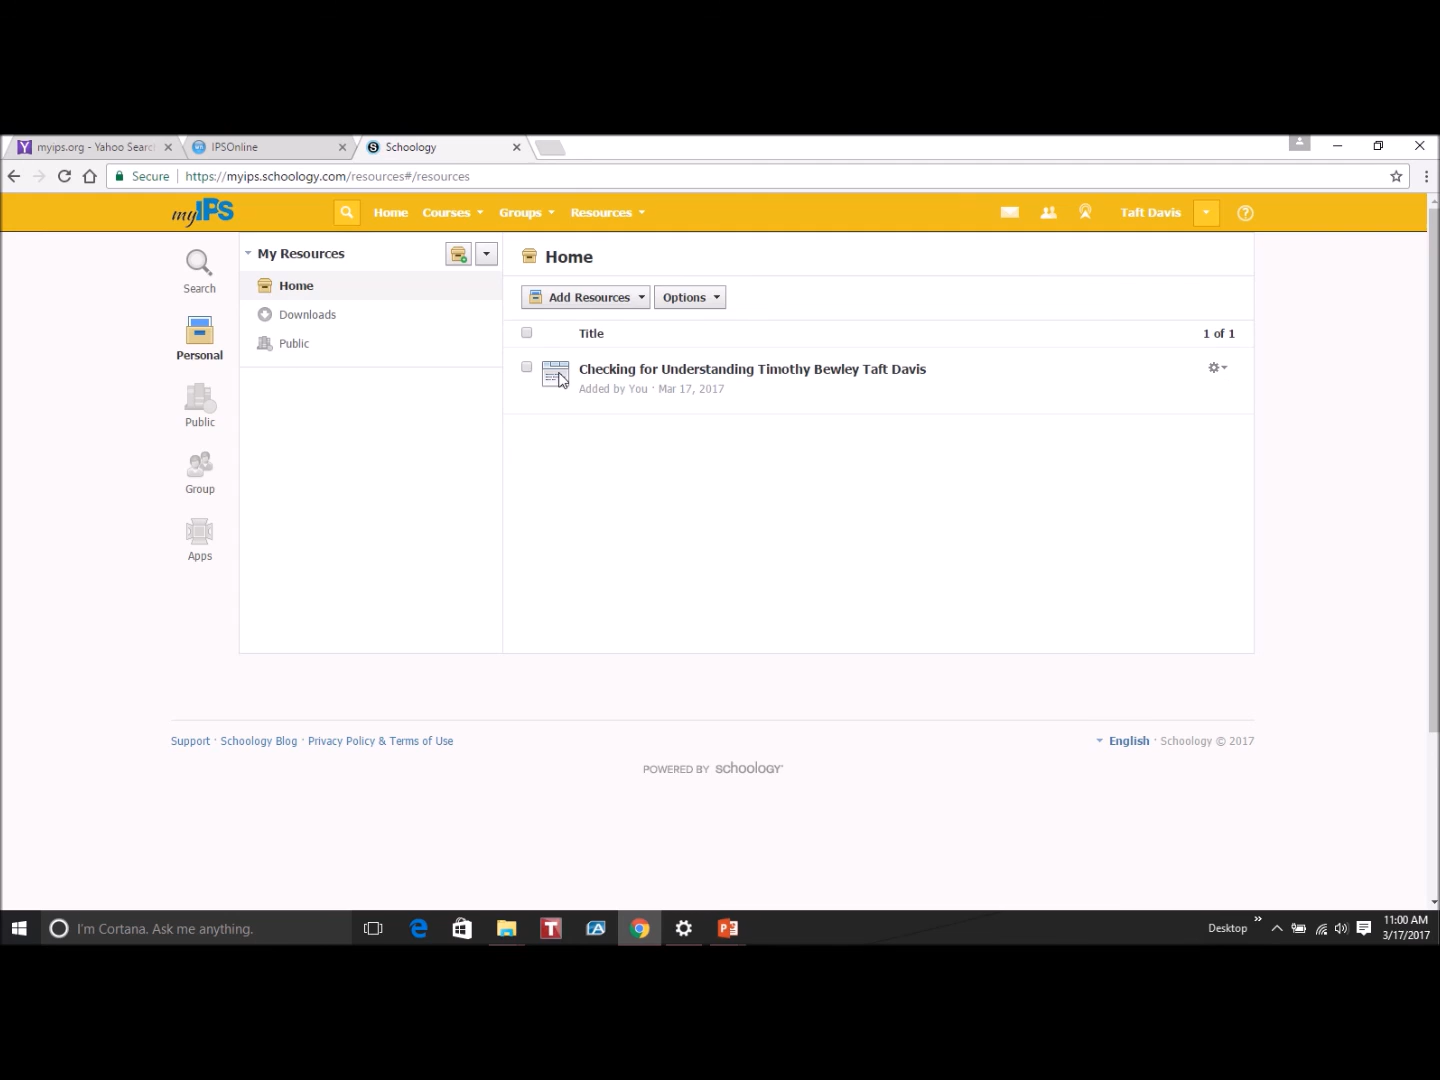 myips.org - Yahoo Searc
IPSOnline
Schoology
Secure
https://myips.schoology.com/resources#/resources
myIPS
Home
Courses
Groups
Resources
Taft Davis
Search
Personal
Public
Group
Apps
My Resources
Home
Downloads
Public
Home
Add Resources
Options
Title
1 of 1
Checking for Understanding Timothy Bewley Taft Davis
Added by You · Mar 17, 2017
Support · Schoology Blog · Privacy Policy & Terms of Use
English · Schoology © 2017
POWERED BY schoology
I'm Cortana. Ask me anything.
Desktop
11:00 AM
3/17/2017